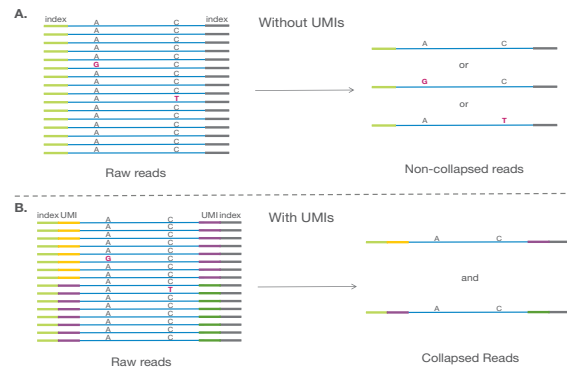 A.
index A C index
A C
A C
A C
A C
G C
A C
A C
A C
A T
A C
A C
A C
A C
A C
A C
Raw reads
Without UMIs
A C
or
G C
or
A T
Non-collapsed reads
B.
index UMI A C UMI index
A C
A C
A C
A C
G C
A C
A C
A C
A T
A C
A C
A C
A C
A C
A C
Raw reads
With UMIs
A C
and
A C
Collapsed Reads